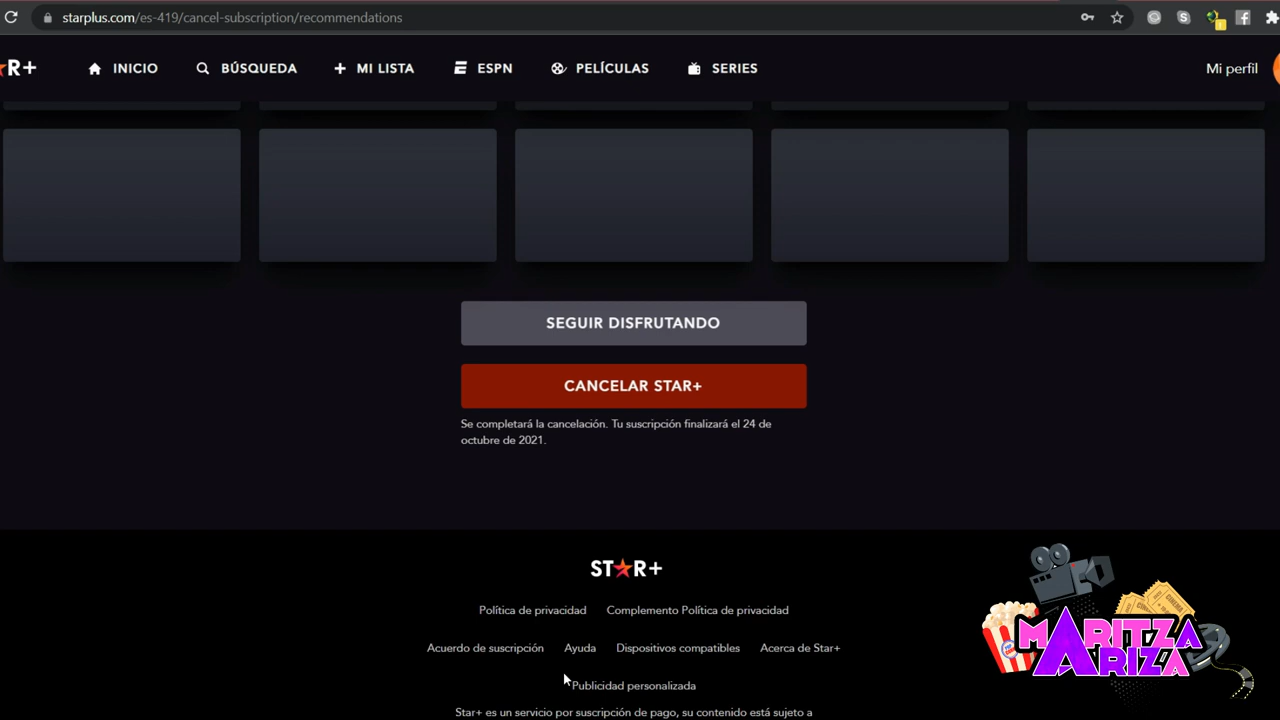 starplus.com/es-419/cancel-subscription/recommendations
R+ INICIO BÚSQUEDA MI LISTA ESPN PELÍCULAS SERIES Mi perfil
SEGUIR DISFRUTANDO
CANCELAR STAR+
Se completará la cancelación. Tu suscripción finalizará el 24 de
octubre de 2021.
STAR+
Política de privacidad Complemento Política de privacidad
Acuerdo de suscripción Ayuda Dispositivos compatibles Acerca de Star+
Publicidad personalizada
Star+ es un servicio por suscripción de pago, su contenido está sujeto a
MARITZA
ARIZA